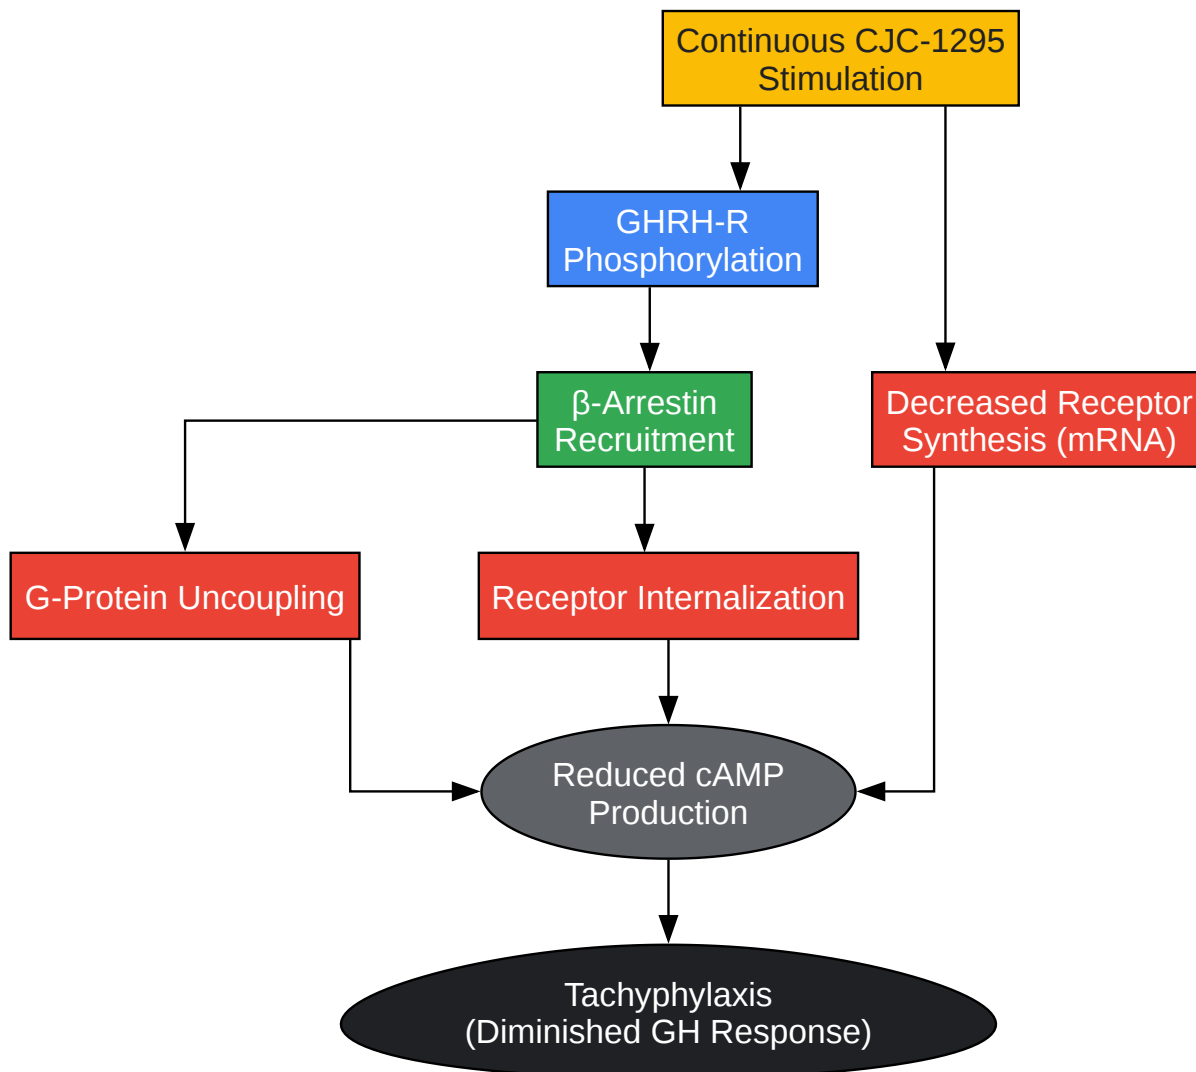 Continuous CJC-1295
Stimulation
GHRH-R
Phosphorylation
β-Arrestin
Recruitment
Decreased Receptor
Synthesis (mRNA)
G-Protein Uncoupling
Receptor Internalization
Reduced cAMP
Production
Tachyphylaxis
(Diminished GH Response)